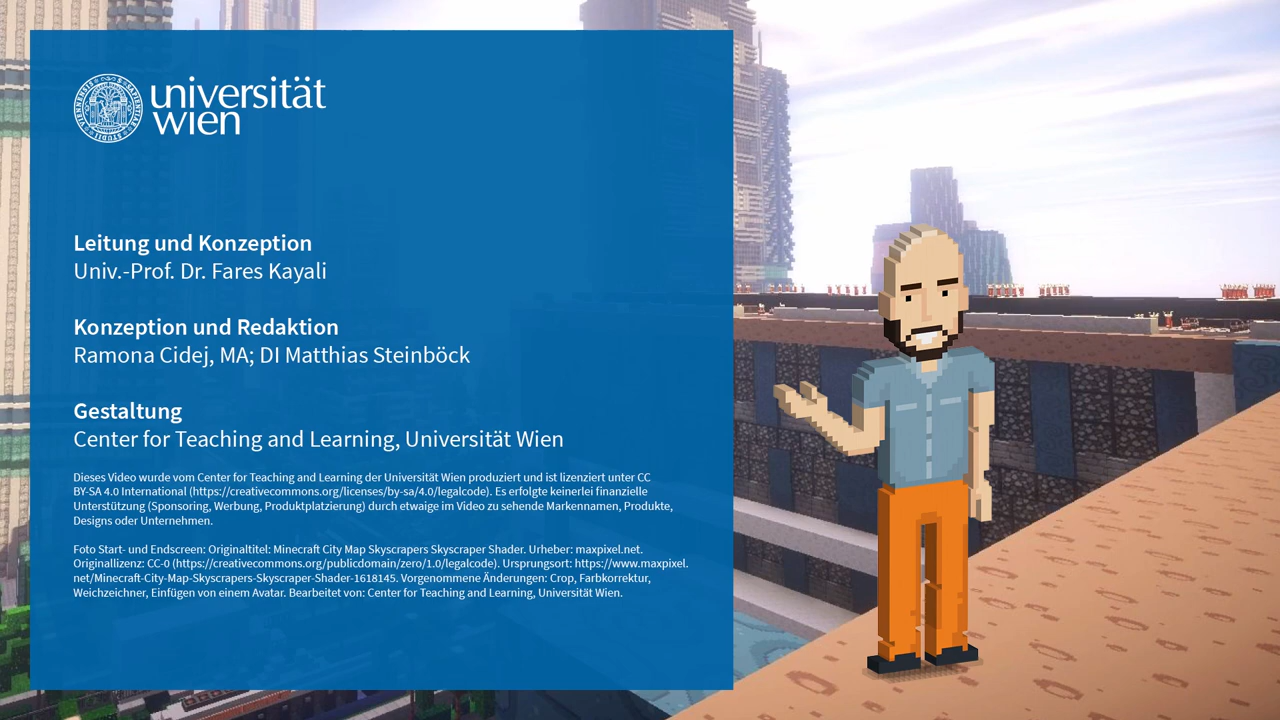 universität
wien
Leitung und Konzeption
Univ.-Prof. Dr. Fares Kayali
Konzeption und Redaktion
Ramona Cidej, MA; DI Matthias Steinböck
Gestaltung
Center for Teaching and Learning, Universität Wien
Dieses Video wurde vom Center for Teaching and Learning der Universität Wien produziert und ist lizenziert unter CC
BY-SA 4.0 International (https://creativecommons.org/licenses/by-sa/4.0/legalcode). Es erfolgte keinerlei finanzielle
Unterstützung (Sponsoring, Werbung, Produktplatzierung) durch etwaige im Video zu sehende Markennamen, Produkte,
Designs oder Unternehmen.
Foto Start- und Endscreen: Originaltitel: Minecraft City Map Skyscrapers Skyscraper Shader. Urheber: maxpixel.net.
Originallizenz: CC-0 (https://creativecommons.org/publicdomain/zero/1.0/legalcode). Ursprungsort: https://www.maxpixel.
net/Minecraft-City-Map-Skyscrapers-Skyscraper-Shader-1618145. Vorgenommene Änderungen: Crop, Farbkorrektur,
Weichzeichner, Einfügen von einem Avatar. Bearbeitet von: Center for Teaching and Learning, Universität Wien.